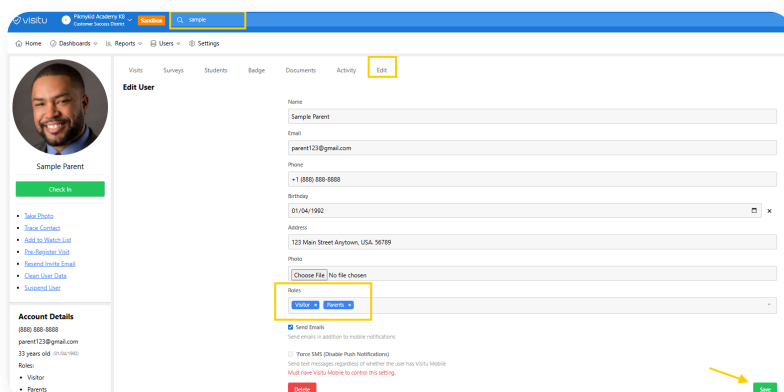 visitu
Pikmykid Academy K8
Customer Success District
Sandbox
sample
Home
Dashboards
Reports
Users
Settings
Visits
Surveys
Students
Badge
Documents
Activity
Edit
Edit User
Sample Parent
Check In
Take Photo
Trace Contact
Add to Watch List
Pre-Register Visit
Resend Invite Email
Clean User Data
Suspend User
Account Details
(888) 888-8888
parent123@gmail.com
33 years old (01/04/1992)
Roles:
Visitor
Parents
Name
Sample Parent
Email
parent123@gmail.com
Phone
+1 (888) 888-8888
Birthday
01/04/1992
Address
123 Main Street Anytown, USA. 56789
Photo
Choose File No file chosen
Roles
Visitor × Parents ×
Send Emails
Send emails in addition to mobile notifications
Force SMS (Disable Push Notifications)
Send text messages regardless of whether the user has Visitu Mobile
Must have Visitu Mobile to control this setting.
Delete
Save